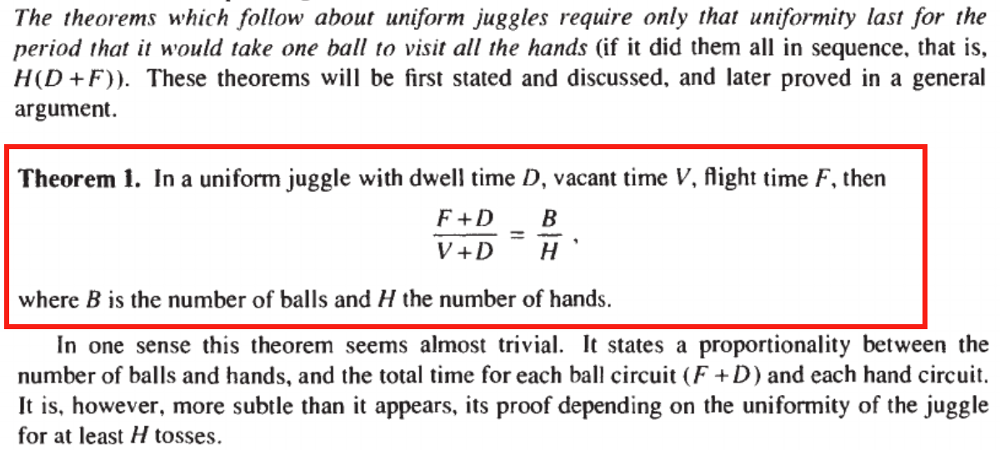 The theorems which follow about uniform juggles require only that uniformity last for the
period that it would take one ball to visit all the hands (if it did them all in sequence, that is,
H(D+F)). These theorems will be first stated and discussed, and later proved in a general
argument.
Theorem 1. In a uniform juggle with dwell time D, vacant time V, flight time F, then
F+D / V+D = B / H ,
where B is the number of balls and H the number of hands.
In one sense this theorem seems almost trivial. It states a proportionality between the
number of balls and hands, and the total time for each ball circuit (F+D) and each hand circuit.
It is, however, more subtle than it appears, its proof depending on the uniformity of the juggle
for at least H tosses.